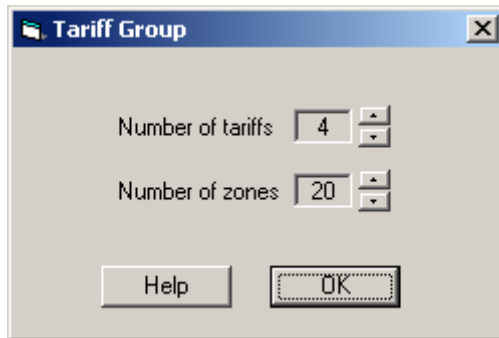 Tariff Group
Number of tariffs 4
Number of zones 20
Help OK